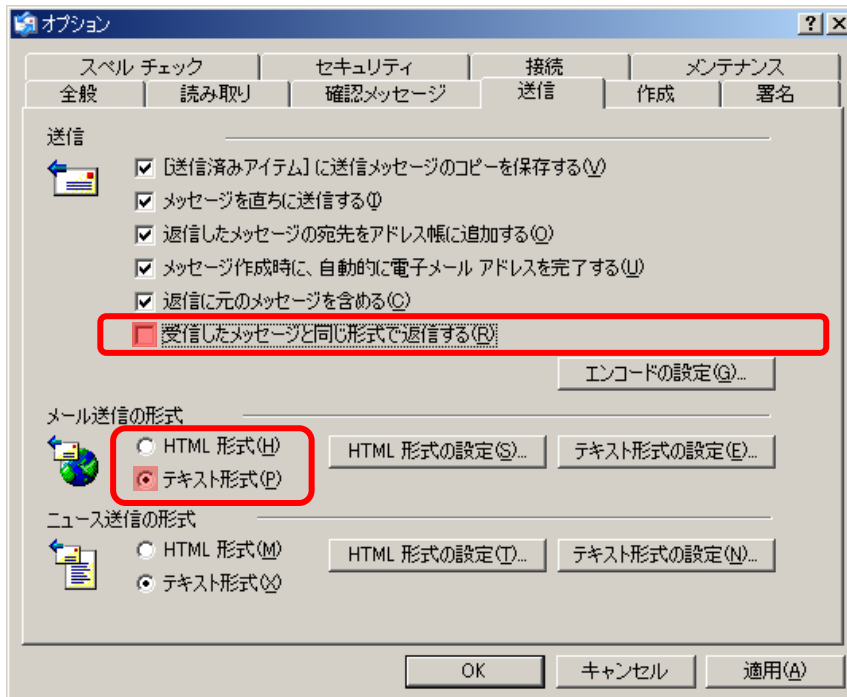 オプション
スペル チェック セキュリティ 接続 メンテナンス
全般 読み取り 確認メッセージ 送信 作成 署名
送信
[送信済みアイテム] に送信メッセージのコピーを保存する(V)
メッセージを直ちに送信する(I)
返信したメッセージの宛先をアドレス帳に追加する(O)
メッセージ作成時に、自動的に電子メール アドレスを完了する(U)
返信に元のメッセージを含める(C)
受信したメッセージと同じ形式で返信する(R)
エンコードの設定(G)...
メール送信の形式
HTML 形式(H) HTML 形式の設定(S)... テキスト形式の設定(E)...
テキスト形式(P)
ニュース送信の形式
HTML 形式(M) HTML 形式の設定(T)... テキスト形式の設定(N)...
テキスト形式(X)
OK キャンセル 適用(A)